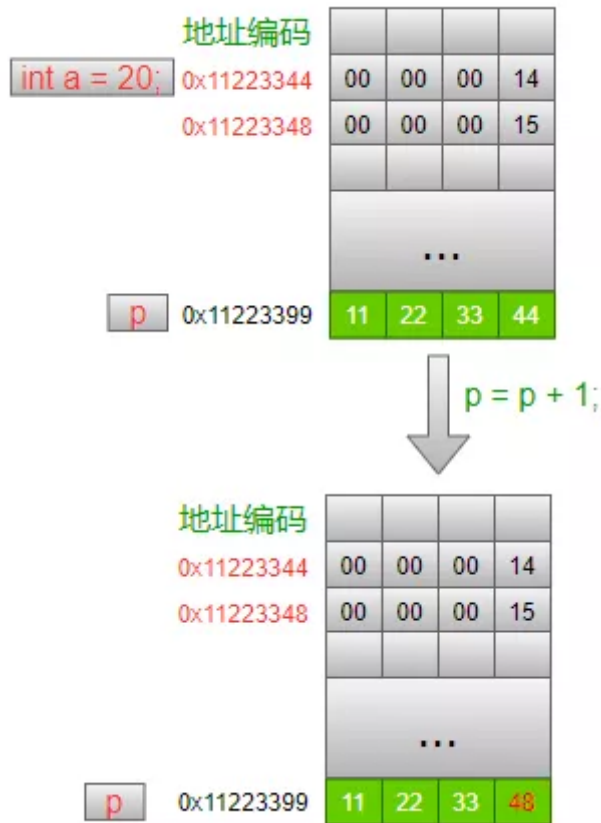 地址编码
int a = 20; 0x11223344 00 00 00 14
0x11223348 00 00 00 15
...
p 0x11223399 11 22 33 44
p = p + 1;
地址编码
0x11223344 00 00 00 14
0x11223348 00 00 00 15
...
p 0x11223399 11 22 33 48